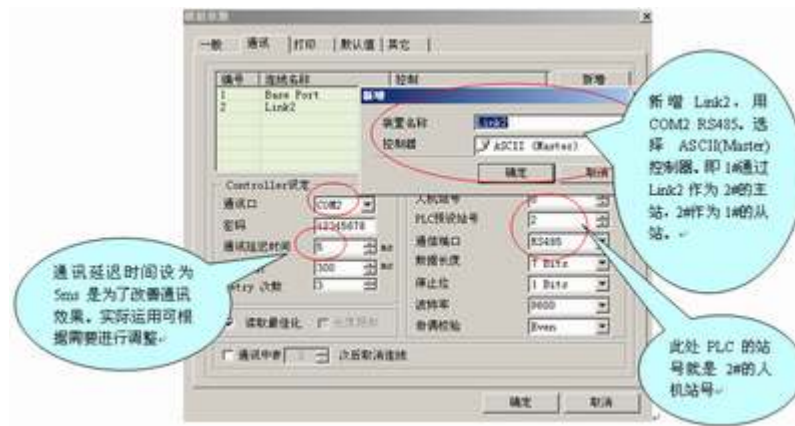 一般 通讯 打印 默认值 其它
编号 连线名称 控制 新增
1 Base Port
2 Link2
新增
装置名称 Link2
控制器 ASCII (Master)
确定 取消
Controller设定
通讯口 COM2
密码 12345678
通讯延迟时间 5 ms
300 ms
次数 3
人机站号 0
PLC预设站号 2
通信端口 RS485
数据长度 7 Bits
停止位 1 Bits
波特率 9600
奇偶校验 Even
读取最佳化
通讯中断 次后取消连线
确定 取消
新增 Link2，用
COM2 RS485。选
择 ASCII(Master)
控制器。即 1#通过
Link2 作为 2#的主
站，2#作为 1#的从
站。
通讯延迟时间设为
5ms 是为了改善通讯
效果。实际运用可根
据需要进行调整
此处 PLC 的站
号就是 2#的人
机站号